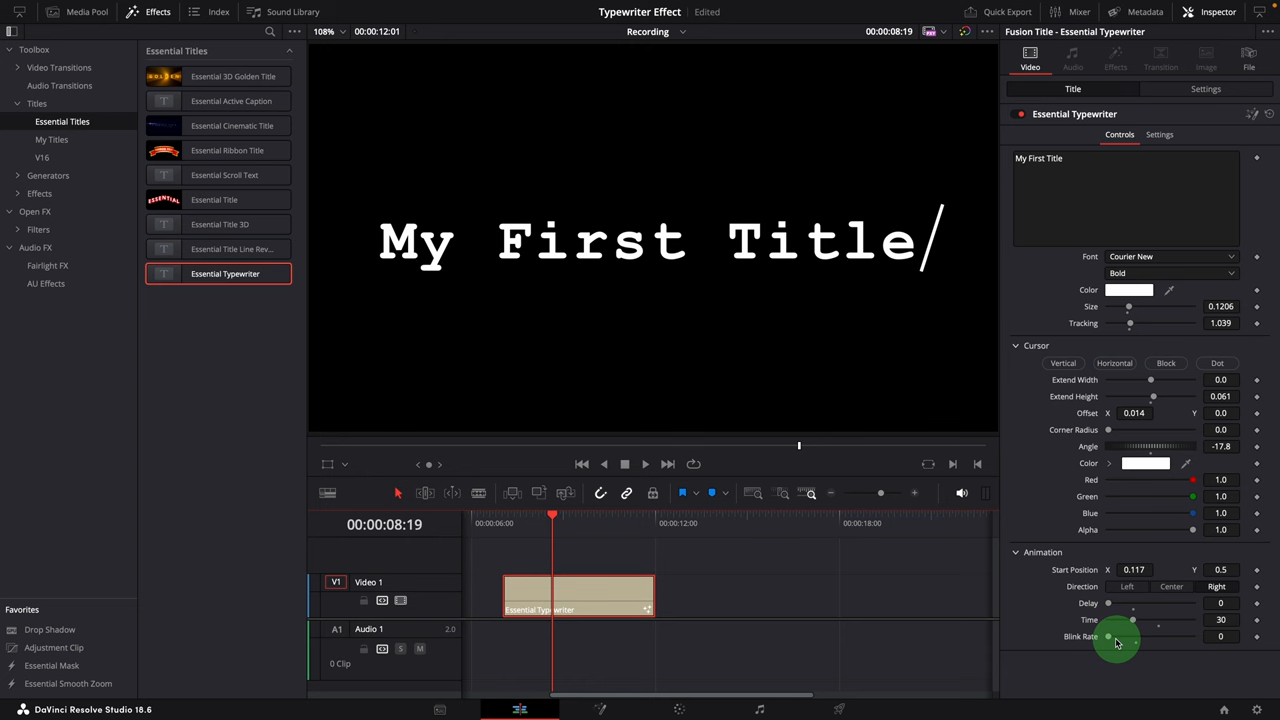 Media Pool
Effects
Index
Sound Library
Typewriter Effect
Edited
Quick Export
Mixer
Metadata
Inspector
108%
00:00:12:01
Recording
00:00:08:19
Fusion Title - Essential Typewriter
Toolbox
Video Transitions
Audio Transitions
Titles
Essential Titles
My Titles
V16
Generators
Effects
Open FX
Filters
Audio FX
Fairlight FX
AU Effects
Essential Titles
Essential 3D Golden Title
Essential Active Caption
Essential Cinematic Title
Essential Ribbon Title
Essential Scroll Text
Essential Title
Essential Title 3D
Essential Title Line Rev...
Essential Typewriter
My First Title/
Video
Audio
Effects
Transition
Image
File
Title
Settings
Essential Typewriter
Controls
Settings
My First Title
Font
Courier New
Bold
Color
Size
0.1206
Tracking
1.039
Cursor
Vertical
Horizontal
Block
Dot
Extend Width
0.0
Extend Height
0.061
Offset
X
0.014
Y
0.0
Corner Radius
0.0
Angle
-17.8
Color
Red
1.0
Green
1.0
Blue
1.0
Alpha
1.0
Animation
Start Position
X
0.117
Y
0.5
Direction
Left
Center
Right
Delay
0
Time
30
Blink Rate
0
00:00:08:19
00:00:06:00
00:00:12:00
00:00:18:00
V1
Video 1
Essential Typewriter
A1
Audio 1
2.0
S
M
0 Clip
Favorites
Drop Shadow
Adjustment Clip
Essential Mask
Essential Smooth Zoom
DaVinci Resolve Studio 18.6